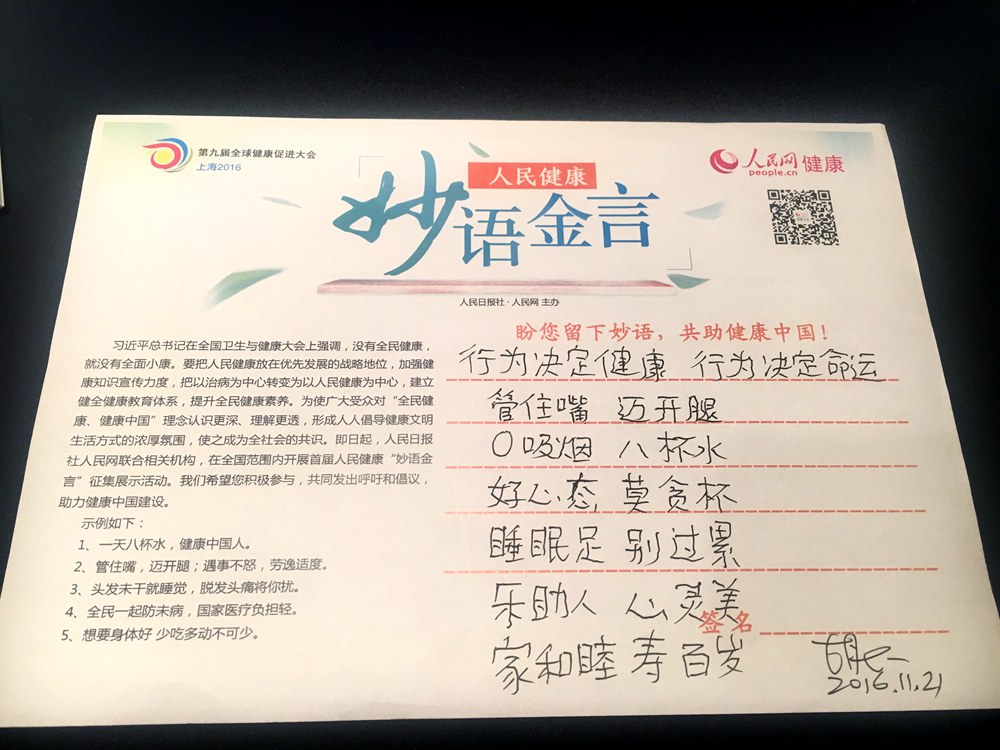 第九届全球健康促进大会
上海2016
人民健康
妙语金言
人民网 健康
people.cn
人民日报社·人民网 主办
习近平总书记在全国卫生与健康大会上强调，没有全民健康，
就没有全面小康。要把人民健康放在优先发展的战略地位，加强健
康知识宣传力度，把以治病为中心转变为以人民健康为中心，建立
健全健康教育体系，提升全民健康素养。为使广大受众对“全民健
康、健康中国”理念认识更深、理解更透，形成人人倡导健康文明
生活方式的浓厚氛围，使之成为全社会的共识。即日起，人民日报
社人民网联合相关机构，在全国范围内开展首届人民健康“妙语金
言”征集展示活动。我们希望您积极参与，共同发出呼吁和倡议，
助力健康中国建设。
示例如下：
1、一天八杯水，健康中国人。
2、管住嘴，迈开腿；遇事不怒，劳逸适度。
3、头发未干就睡觉，脱发头痛将你扰。
4、全民一起防未病，国家医疗负担轻。
5、想要身体好 少吃多动不可少。
盼您留下妙语，共助健康中国！
行为决定健康 行为决定命运
管住嘴 迈开腿
0吸烟 八杯水
好心态 莫贪杯
睡眠足 别过累
乐助人 心灵美
签名
家和睦 寿百岁
2016.11.21